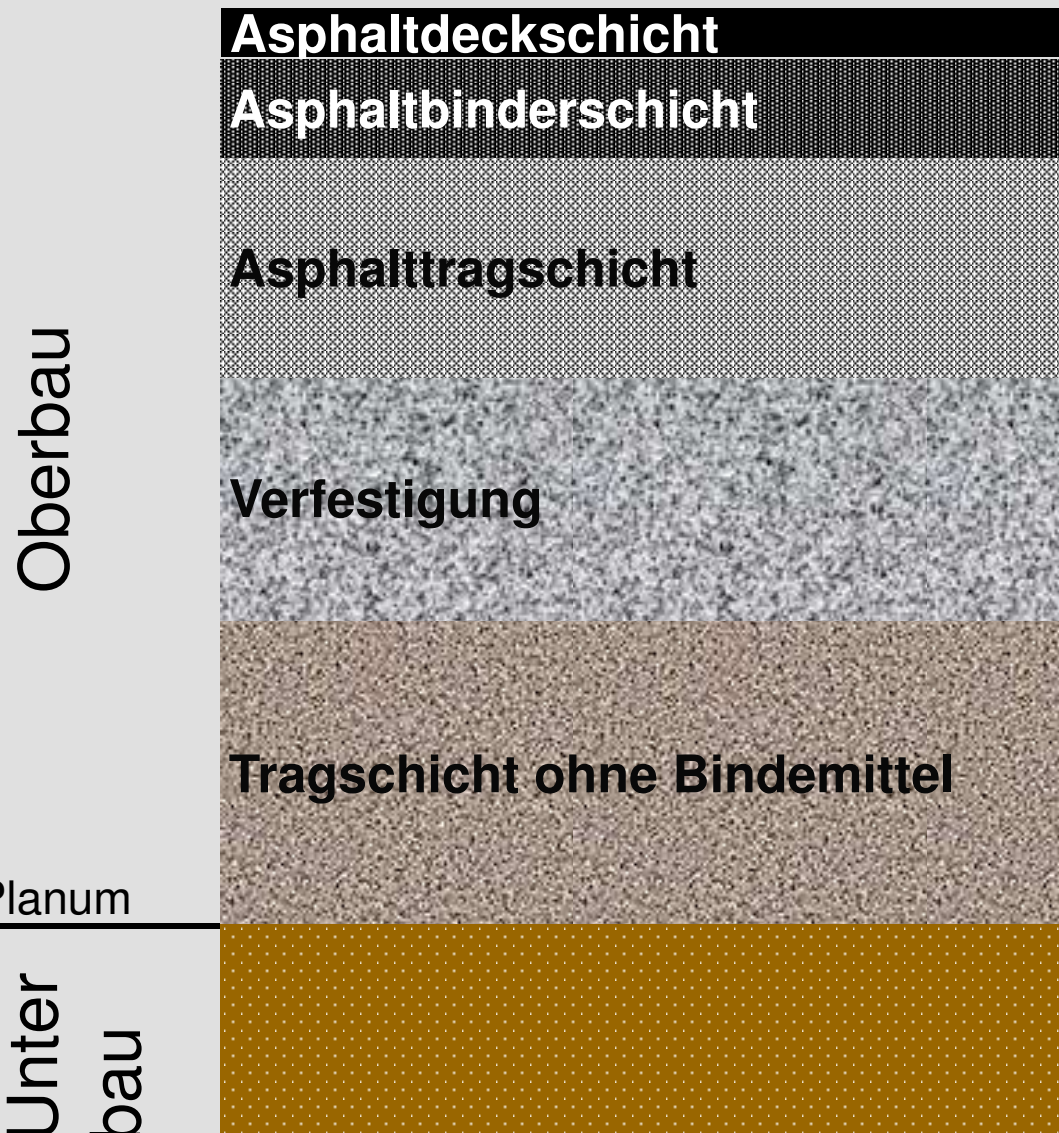 Asphaltdeckschicht
Asphaltbinderschicht
Asphalttragschicht
Verfestigung
Tragschicht ohne Bindemittel
Oberbau
Planum
Unter
bau